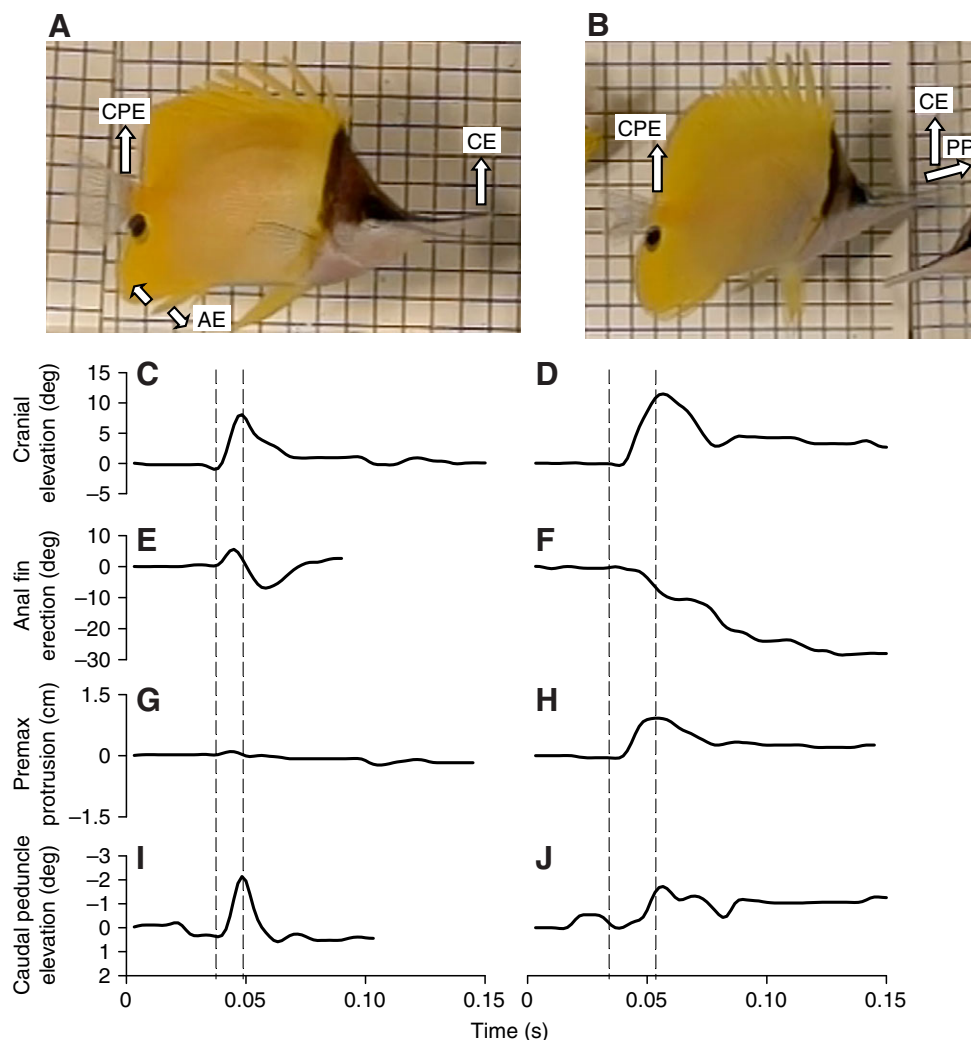 A
B
CPE
CE
AE
CPE
CE
PP
C
D
15
10
5
0
–5
Cranial
elevation (deg)
E
F
10
0
–10
–20
–30
Anal fin
erection (deg)
G
H
1.5
0
–1.5
Premax
protrusion (cm)
I
J
–3
–2
–1
0
1
2
Caudal peduncle
elevation (deg)
0 0.05 0.10 0.15
0 0.05 0.10 0.15
Time (s)